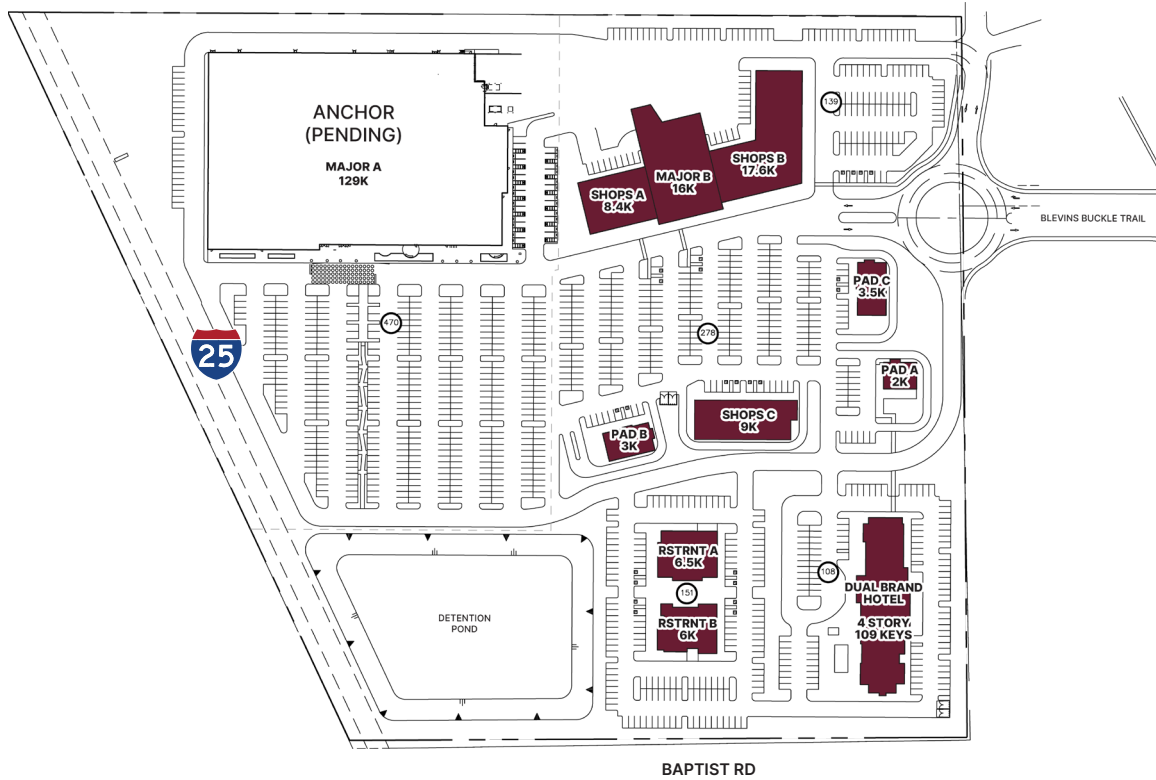 ANCHOR
(PENDING)
MAJOR A
129K
SHOPS B
17.6K
MAJOR B
16K
SHOPS A
8.4K
139
BLEVINS BUCKLE TRAIL
PAD C
3.5K
470
278
25
PAD A
2K
SHOPS C
9K
PAD B
3K
RSTRNT A
6.5K
151
RSTRNT B
6K
108
DUAL BRAND
HOTEL
4 STORY
109 KEYS
DETENTION
POND
BAPTIST RD